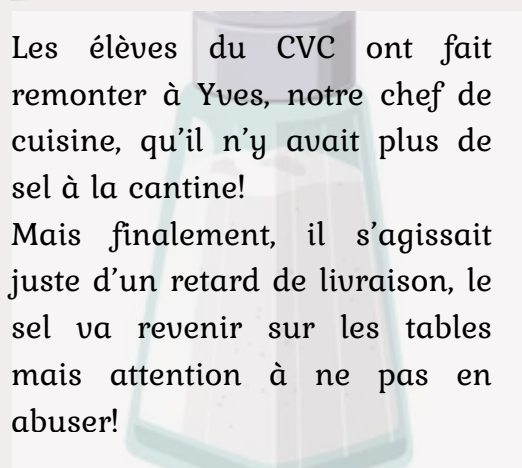 Les élèves du CVC ont fait
remonter à Yves, notre chef de
cuisine, qu’il n’y avait plus de
sel à la cantine!
Mais finalement, il s’agissait
juste d’un retard de livraison, le
sel va revenir sur les tables
mais attention à ne pas en
abuser!